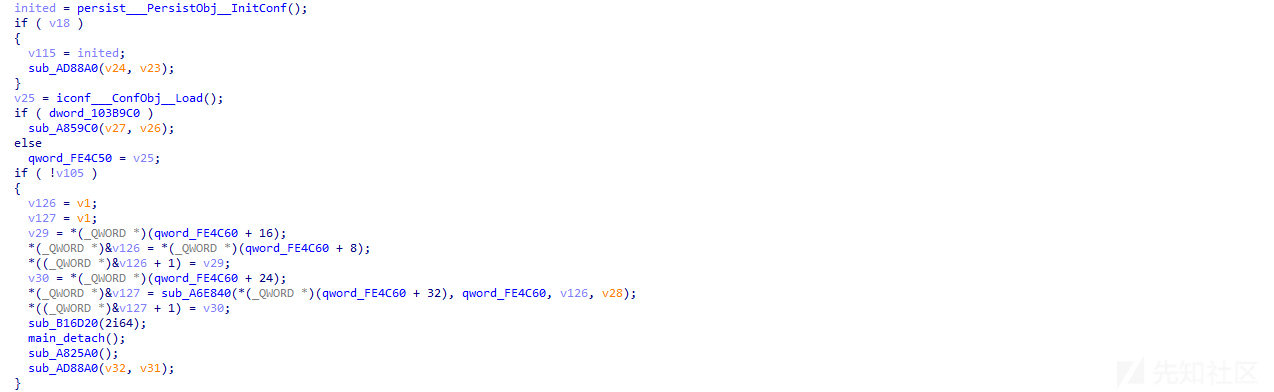 inited = persist___PersistObj__InitConf();
if ( v18 )
{
v115 = inited;
sub_AD88A0(v24, v23);
}
v25 = iconf___ConfObj__Load();
if ( dword_103B9C0 )
sub_A859C0(v27, v26);
else
qword_FE4C50 = v25;
if ( !v105 )
{
v126 = v1;
v127 = v1;
v29 = *(_QWORD *)(qword_FE4C60 + 16);
*(_QWORD *)&v126 = *(_QWORD *)(qword_FE4C60 + 8);
*((_QWORD *)&v126 + 1) = v29;
v30 = *(_QWORD *)(qword_FE4C60 + 24);
*(_QWORD *)&v127 = sub_A6E840(*(_QWORD *)(qword_FE4C60 + 32), qword_FE4C60, v126, v28);
*((_QWORD *)&v127 + 1) = v30;
sub_B16D20(2i64);
main_detach();
sub_A825A0();
sub_AD88A0(v32, v31);
}
先知社区